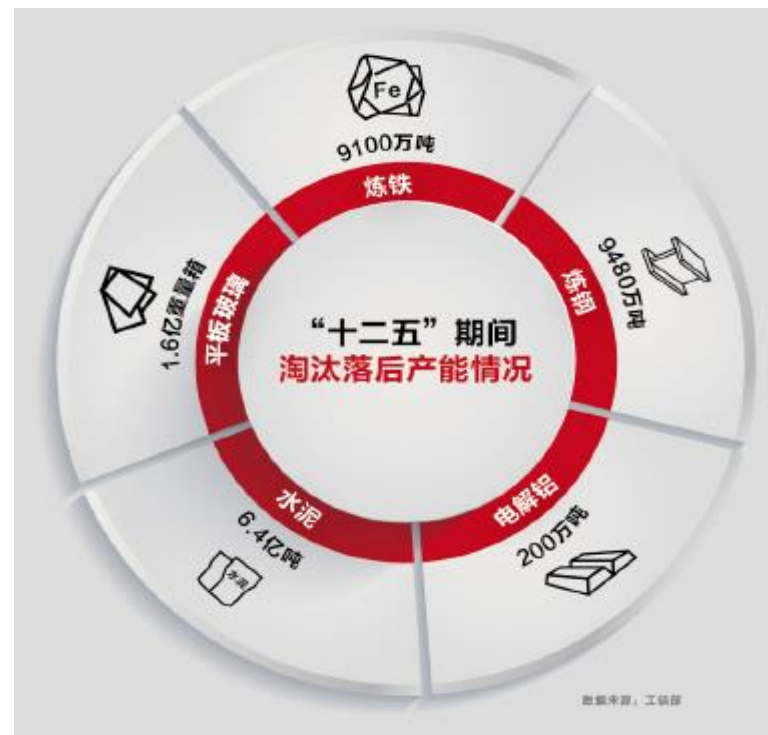 “十二五”期间
淘汰落后产能情况
Fe
9100万吨
炼铁
9480万吨
炼钢
200万吨
电解铝
6.4亿吨
水泥
水泥
1.6亿重量箱
平板玻璃
数据来源：工信部